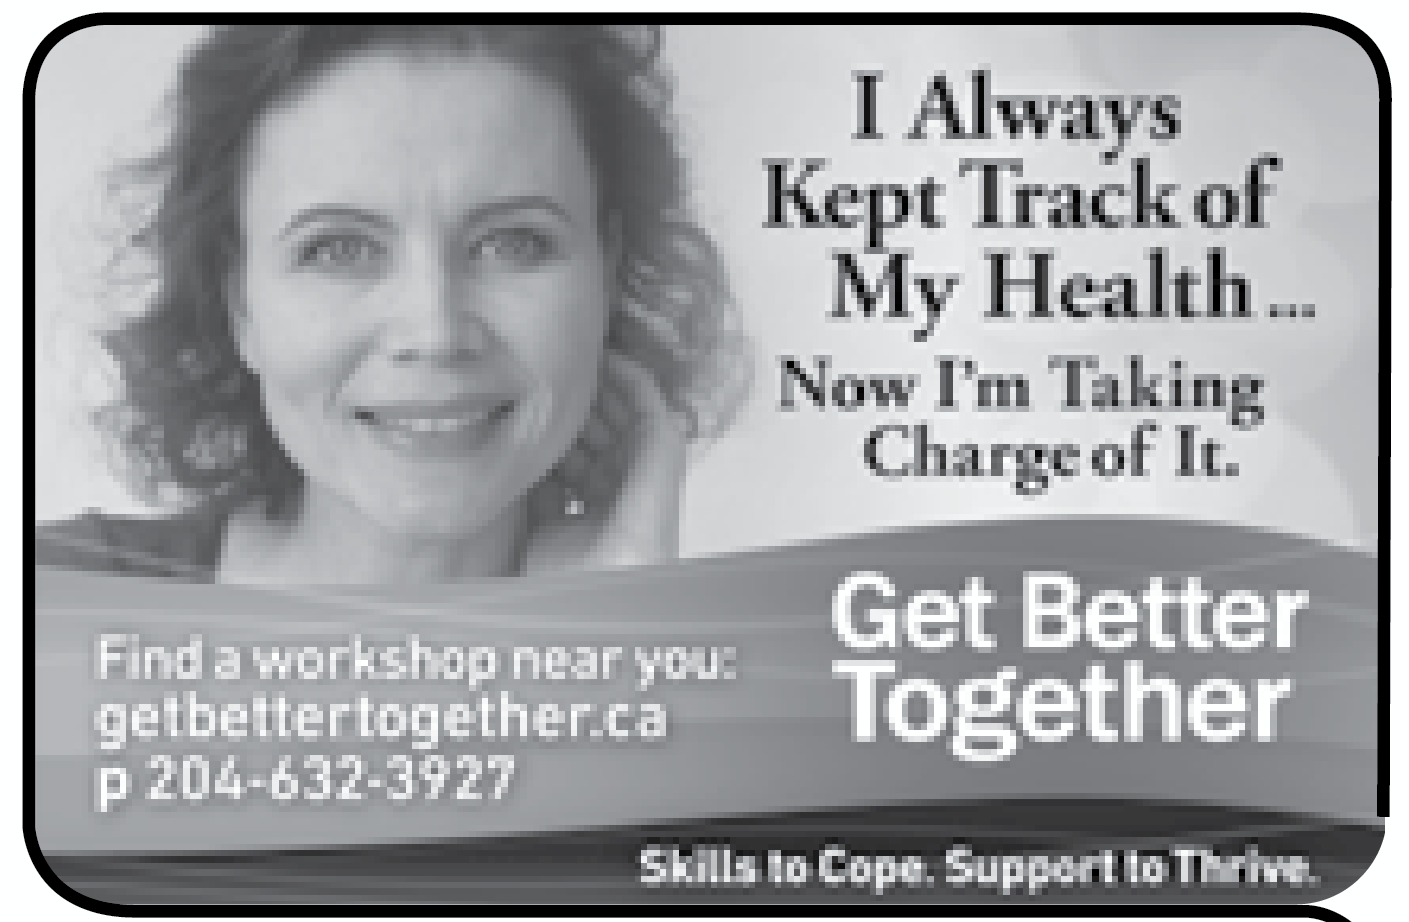 I Always
Kept Track of
My Health...
Now I'm Taking
Charge of It.
Get Better
Together
Find a workshop near you:
getbettertogether.ca
p 204-632-3927
Skills to Cope. Support to Thrive.